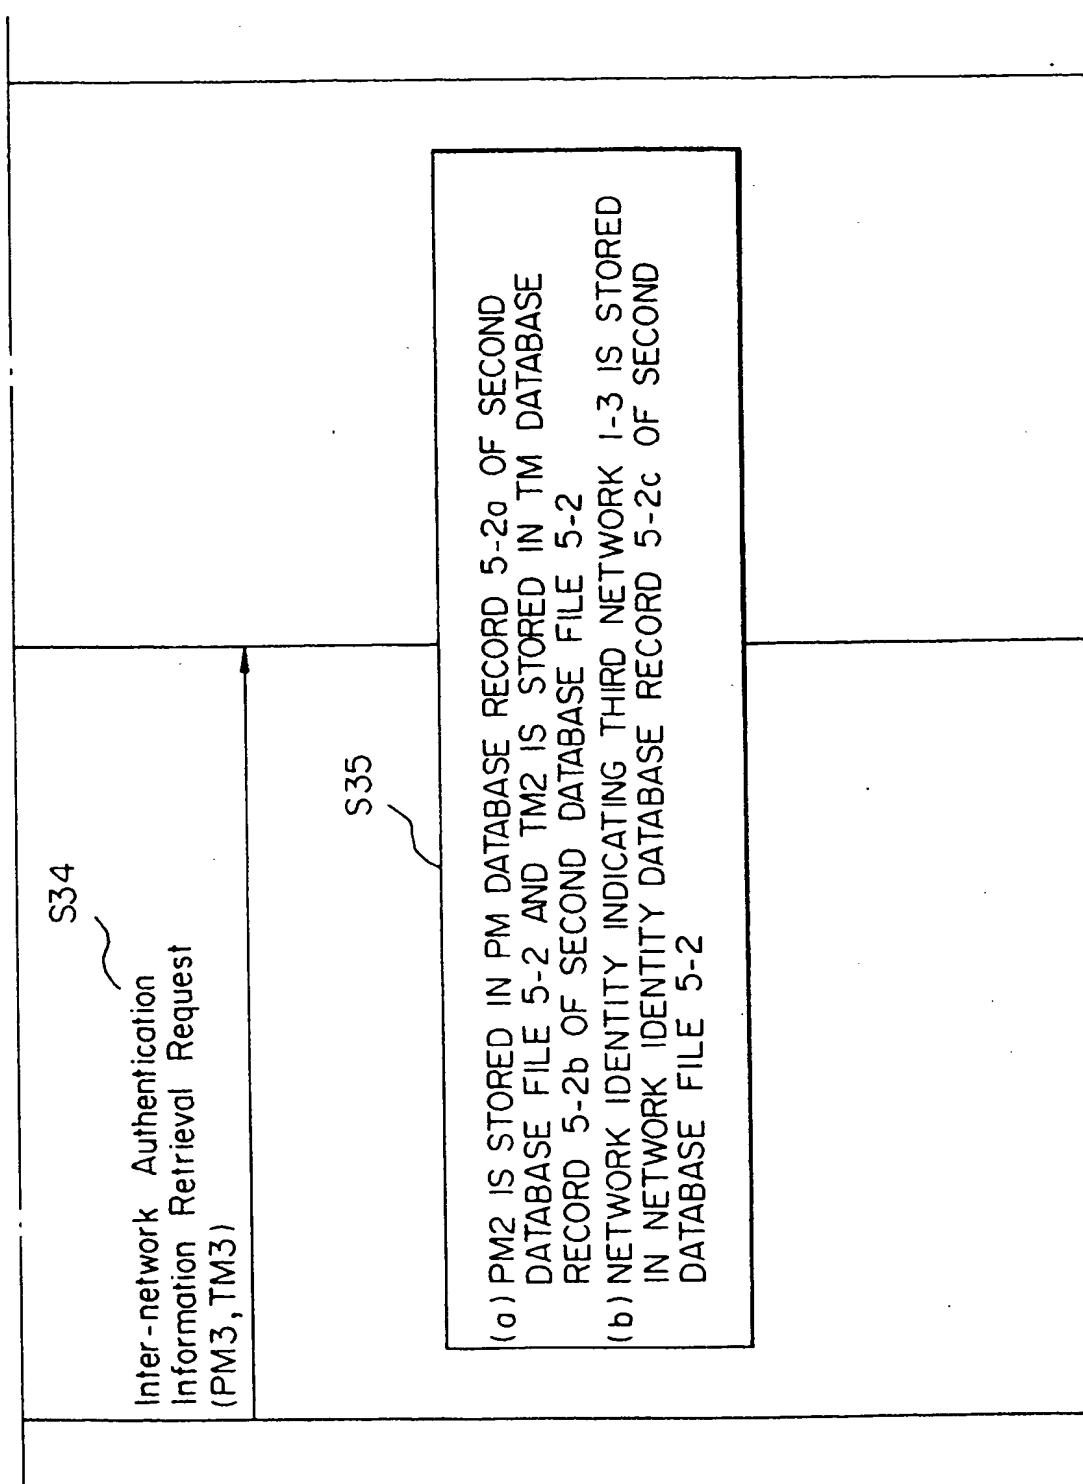 S34
Inter-network Authentication
Information Retrieval Request
(PM3, TM3)
S35
(a) PM2 IS STORED IN PM DATABASE RECORD 5-2a OF SECOND
DATABASE FILE 5-2 AND TM2 IS STORED IN TM DATABASE
RECORD 5-2b OF SECOND DATABASE FILE 5-2
(b) NETWORK IDENTITY INDICATING THIRD NETWORK 1-3 IS STORED
IN NETWORK IDENTITY DATABASE RECORD 5-2c OF SECOND
DATABASE FILE 5-2